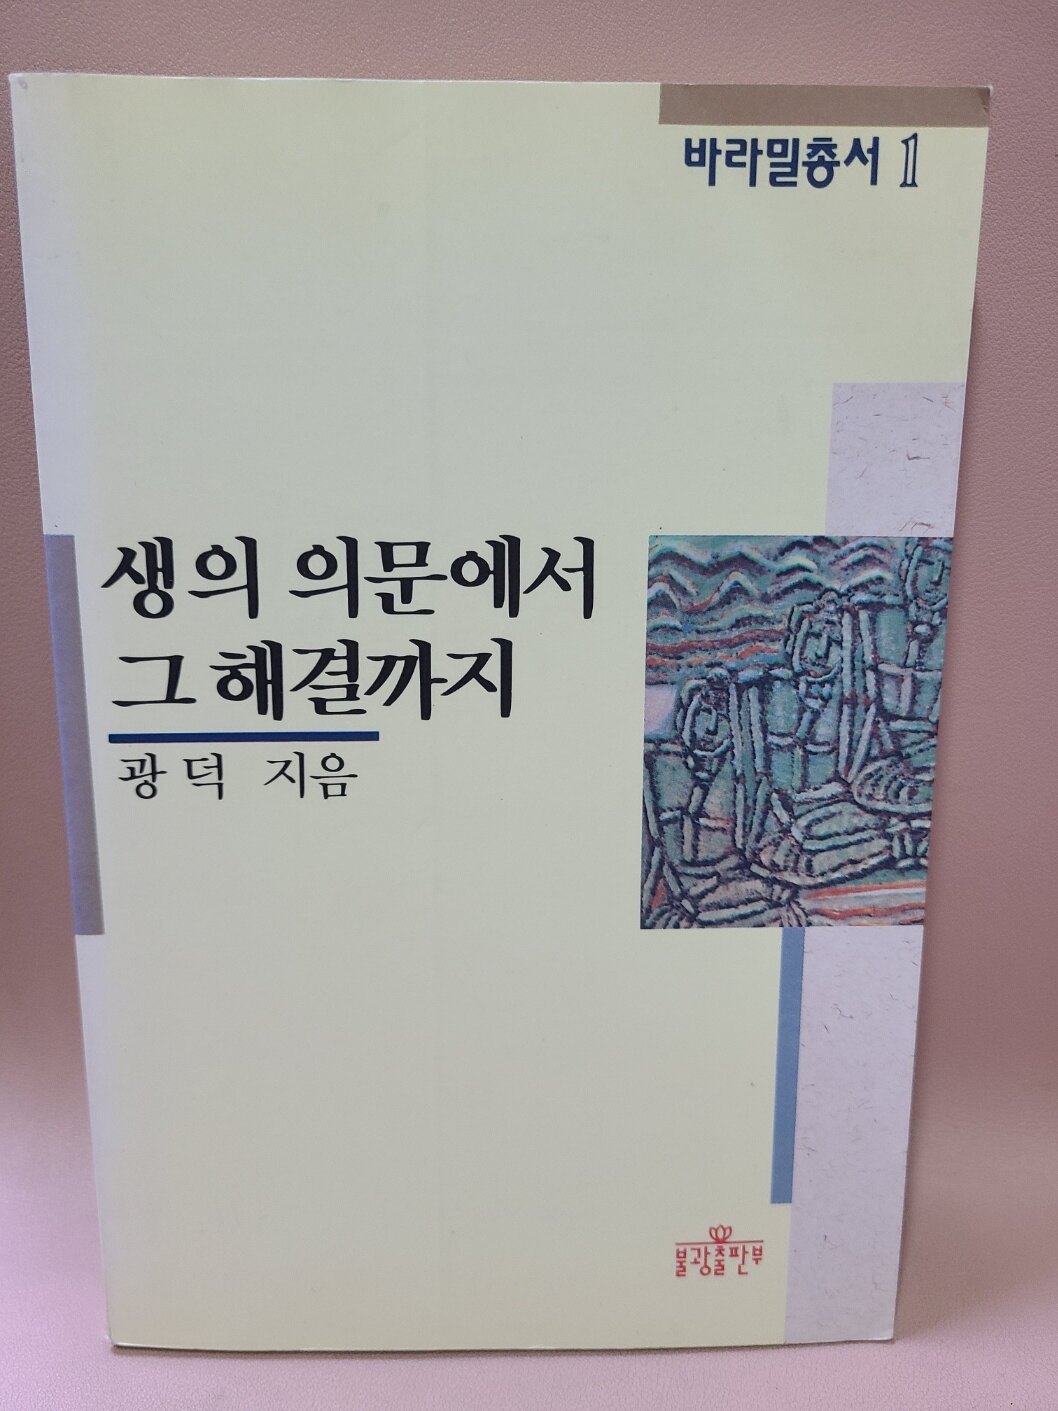 바라밀총서 1
생의 의문에서
그 해결까지
광덕 지음
불광출판부